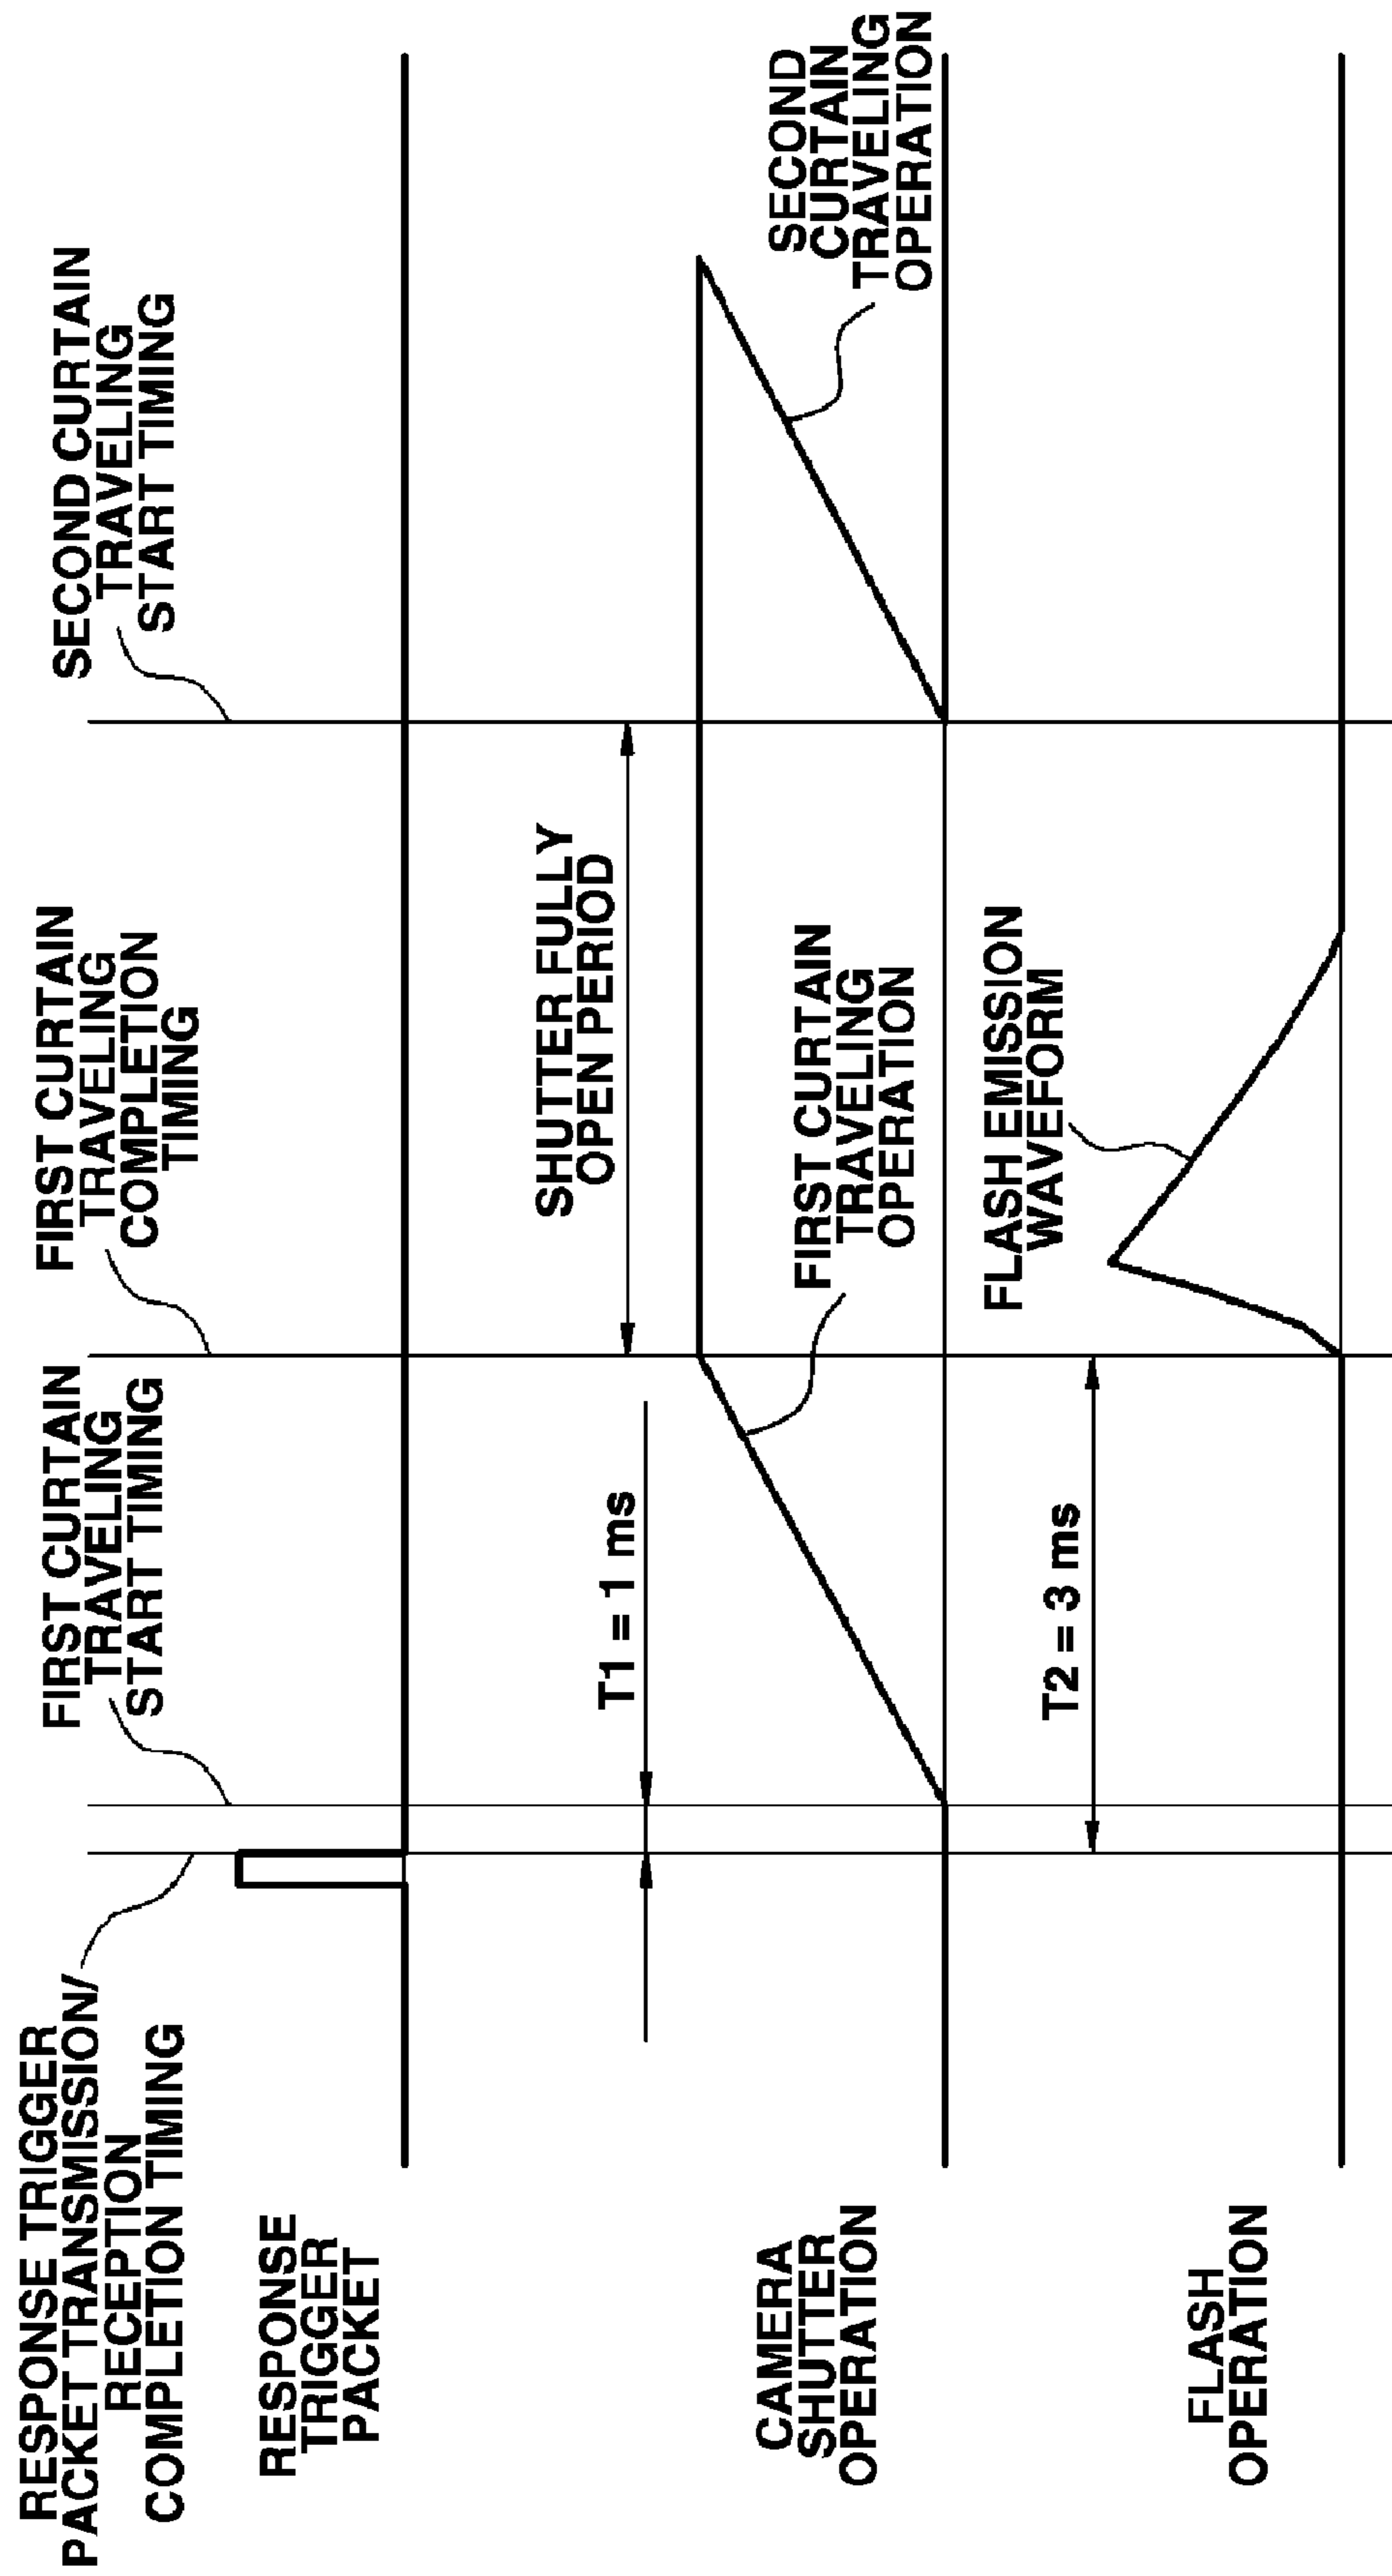 RESPONSE TRIGGER
PACKET TRANSMISSION/
RECEPTION
COMPLETION TIMING
FIRST CURTAIN
TRAVELING
START TIMING
FIRST CURTAIN
TRAVELING
COMPLETION
TIMING
SECOND CURTAIN
TRAVELING
START TIMING
RESPONSE
TRIGGER
PACKET
SHUTTER FULLY
OPEN PERIOD
T1 = 1 ms
CAMERA
SHUTTER
OPERATION
FIRST CURTAIN
TRAVELING
OPERATION
SECOND
CURTAIN
TRAVELING
OPERATION
T2 = 3 ms
FLASH EMISSION
WAVEFORM
FLASH
OPERATION